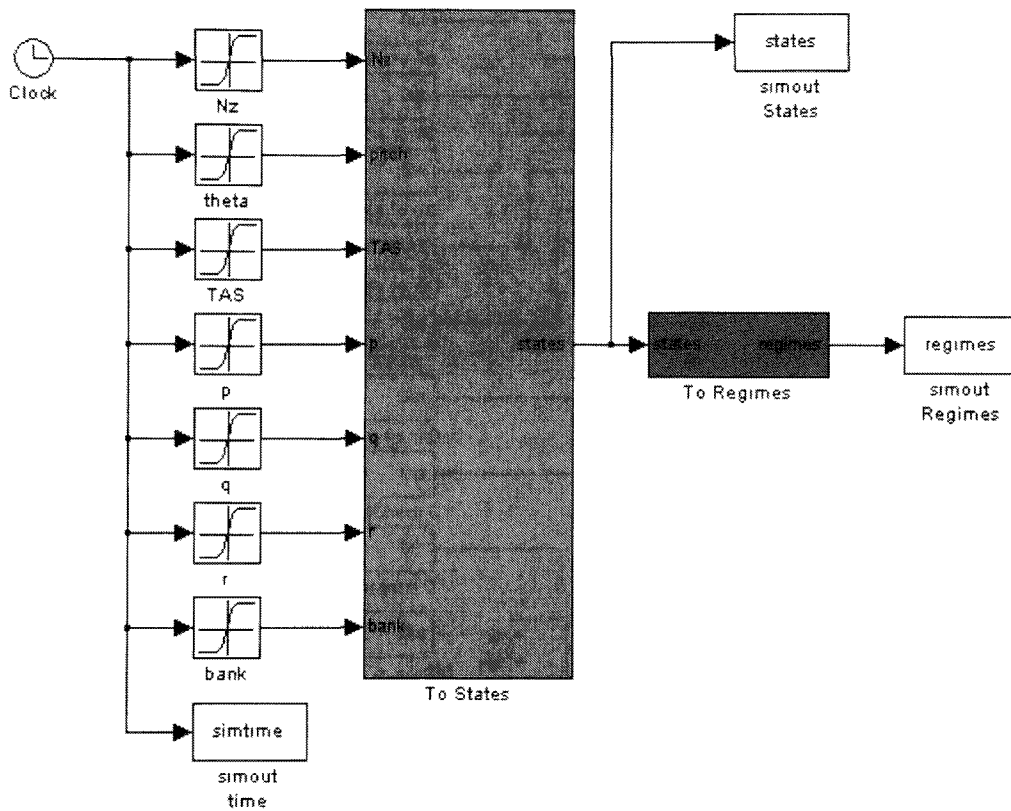 Clock
Nz
theta
TAS
p
q
r
bank
simtime
simout
time
Nz
pitch
TAS
p
q
r
bank
states
To States
states
simout
States
states
regimes
To Regimes
regimes
simout
Regimes